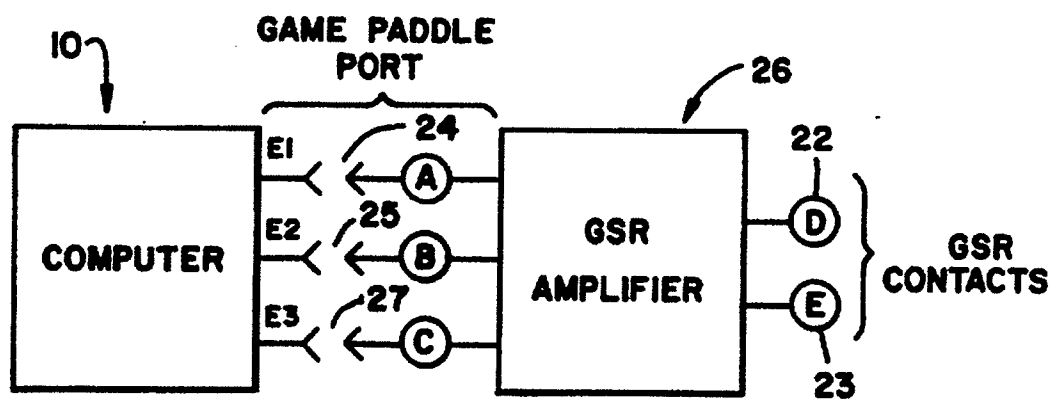 10
GAME PADDLE
PORT
24
26
22
E1
A
25
D
E2
B
COMPUTER
GSR
AMPLIFIER
GSR
CONTACTS
27
E
E3
C
23